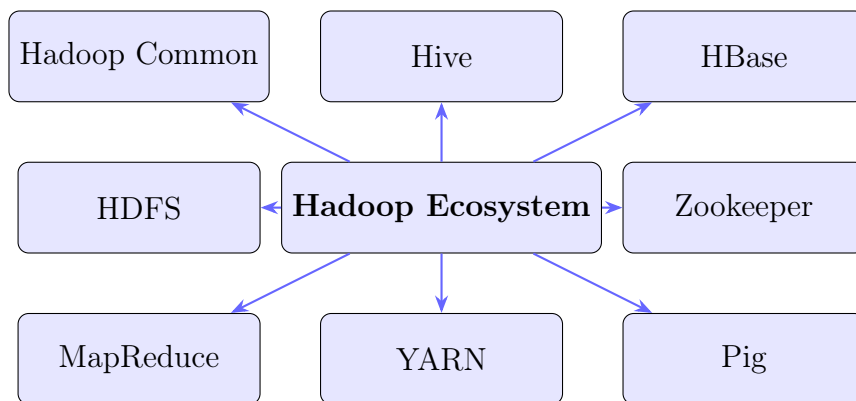 Hadoop Common
Hive
HBase
HDFS
Hadoop Ecosystem
Zookeeper
MapReduce
YARN
Pig